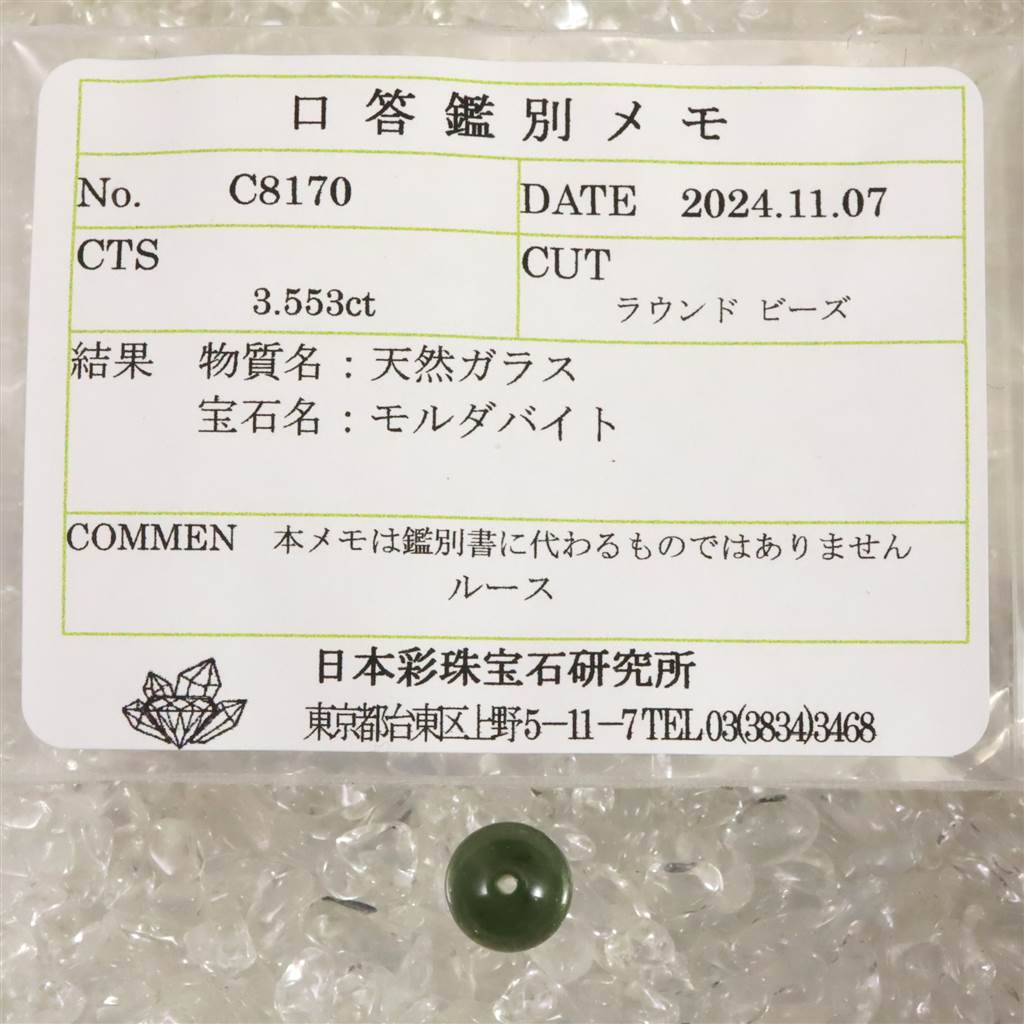 口答鑑別メモ
No. C8170 DATE 2024.11.07
CTS CUT
3.553ct ラウンド ビーズ
結果 物質名：天然ガラス
宝石名：モルダバイト
COMMEN 本メモは鑑別書に代わるものではありません
ルース
日本彩珠宝石研究所
東京都台東区上野5－11－7 TEL 03(3834)3468